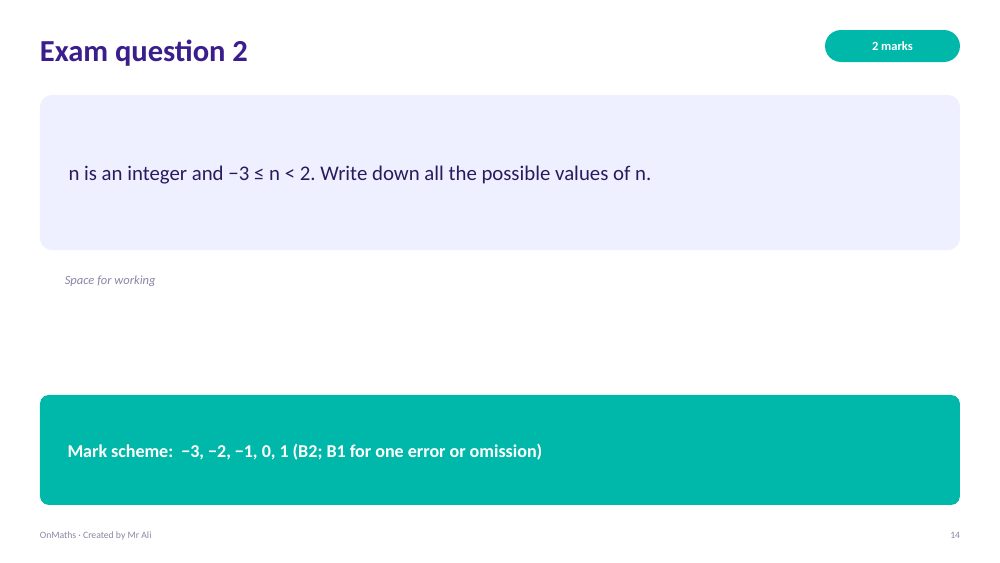 Exam question 2
2 marks
n is an integer and −3 ≤ n < 2. Write down all the possible values of n.
Space for working
Mark scheme:  −3, −2, −1, 0, 1 (B2; B1 for one error or omission)
OnMaths · Created by Mr Ali
14